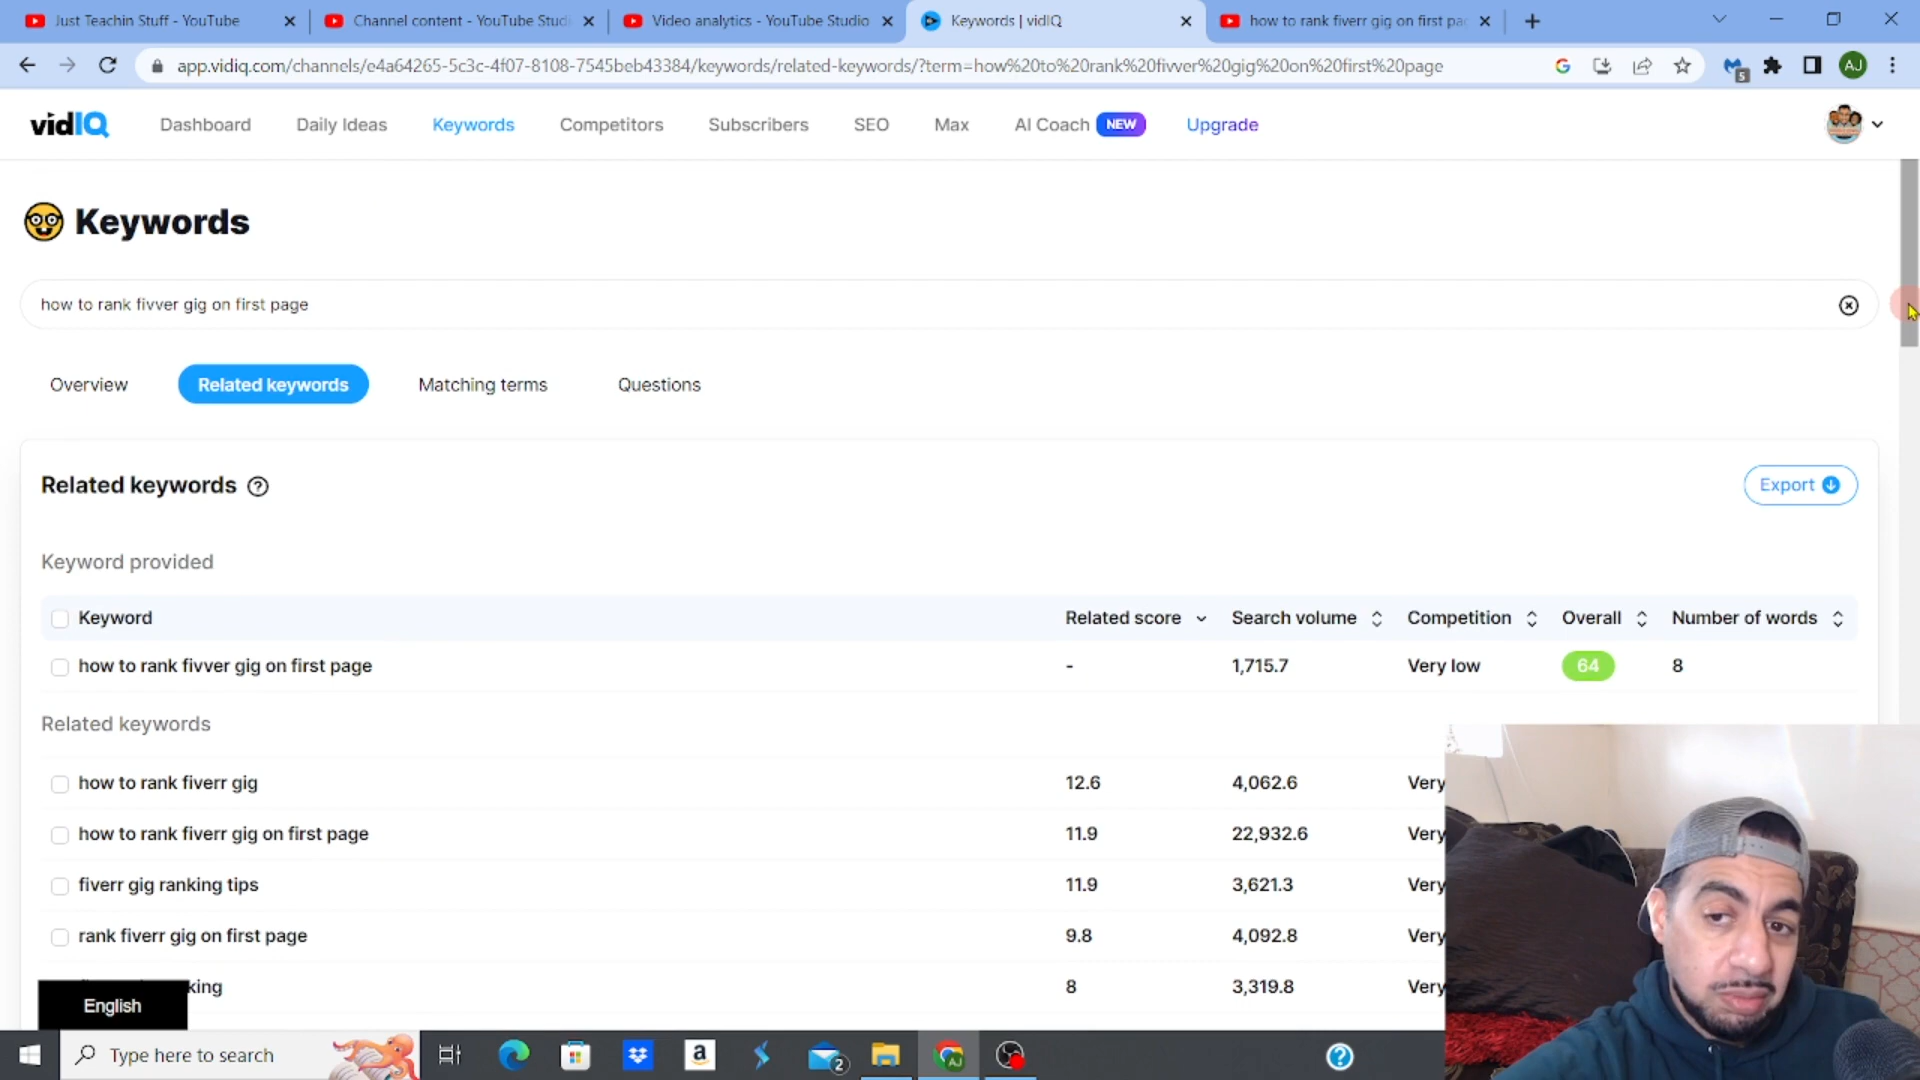 Just Teachin Stuff - YouTube
Channel content - YouTube Studi
Video analytics - YouTube Studio
Keywords | vidIQ
how to rank fiverr gig on first pa
app.vidiq.com/channels/e4a64265-5c3c-4f07-8108-7545beb43384/keywords/related-keywords/?term=how%20to%20rank%20fivver%20gig%20on%20first%20page
5
AJ
vidIQ
Dashboard
Daily Ideas
Keywords
Competitors
Subscribers
SEO
Max
AI Coach NEW
Upgrade
Keywords
how to rank fivver gig on first page
Overview
Related keywords
Matching terms
Questions
Related keywords
Export
Keyword provided
Keyword Related score Search volume Competition Overall Number of words
how to rank fivver gig on first page - 1,715.7 Very low 64 8
Related keywords
how to rank fiverr gig 12.6 4,062.6 Very
how to rank fiverr gig on first page 11.9 22,932.6 Very
fiverr gig ranking tips 11.9 3,621.3 Very
rank fiverr gig on first page 9.8 4,092.8 Very
king 8 3,319.8 Very
English
Type here to search
2